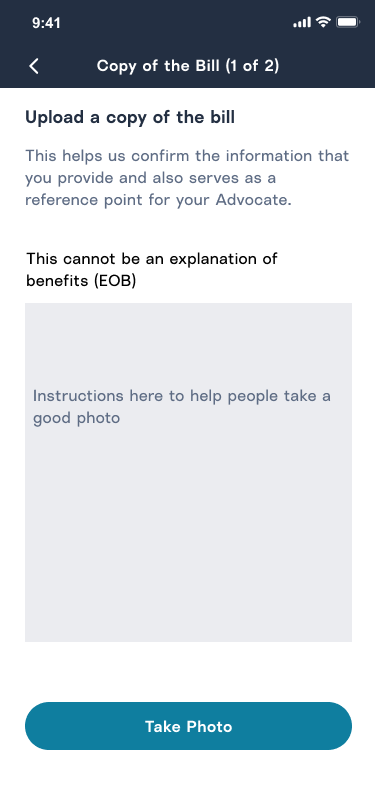 9:41
Copy of the Bill (1 of 2)
Upload a copy of the bill
This helps us confirm the information that
you provide and also serves as a
reference point for your Advocate.
This cannot be an explanation of
benefits (EOB)
Instructions here to help people take a
good photo
Take Photo